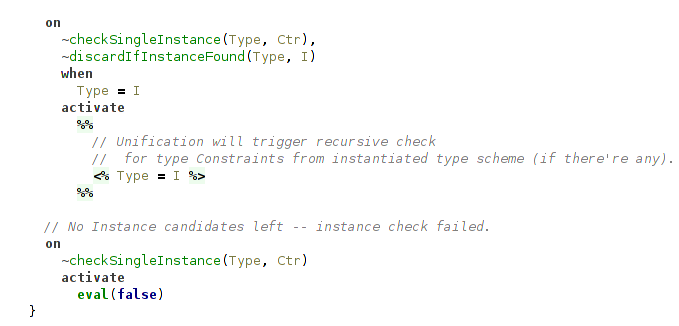 on
~checkSingleInstance(Type, Ctr),
~discardIfInstanceFound(Type, I)
when
Type = I
activate
%%
// Unification will trigger recursive check
//  for type Constraints from instantiated type scheme (if there're any).
<% Type = I %>
%%
// No Instance candidates left -- instance check failed.
on
~checkSingleInstance(Type, Ctr)
activate
eval(false)
}